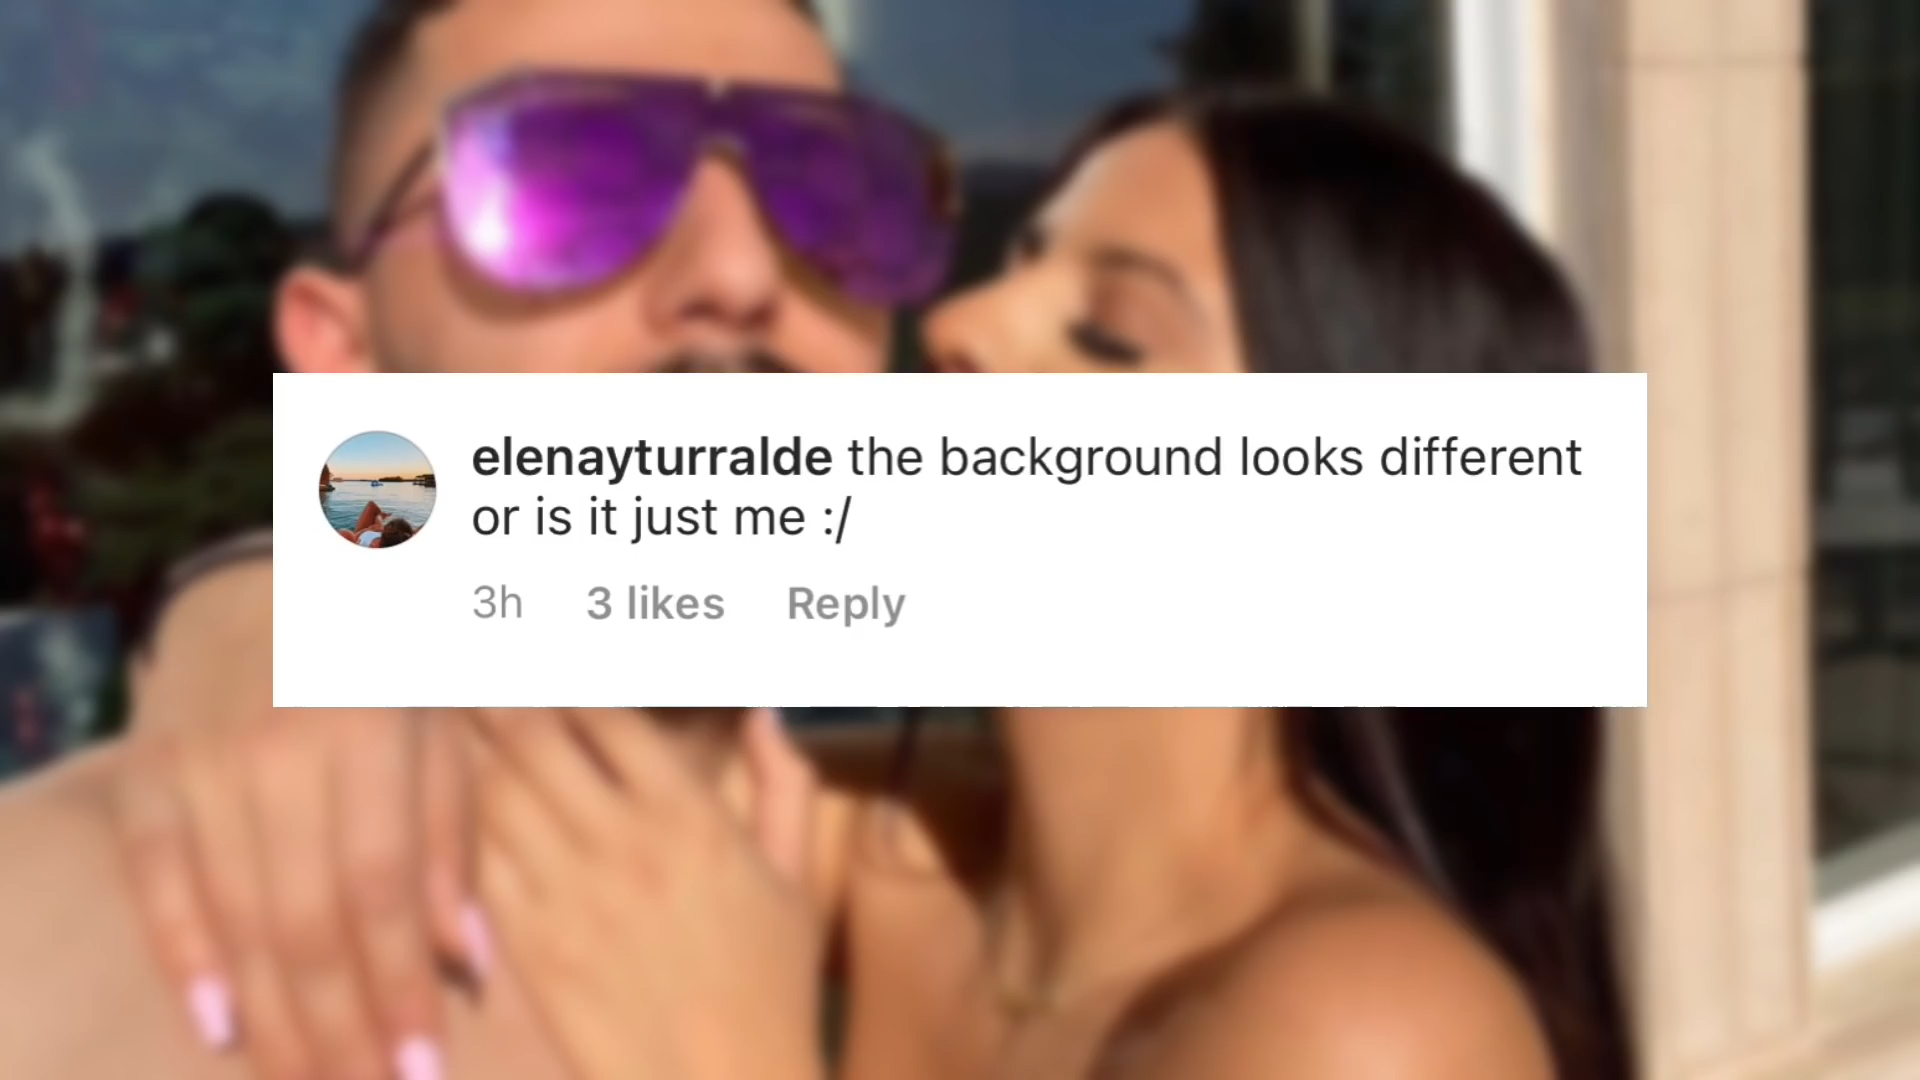 elenayturralde the background looks different
or is it just me :/
3h 3 likes Reply